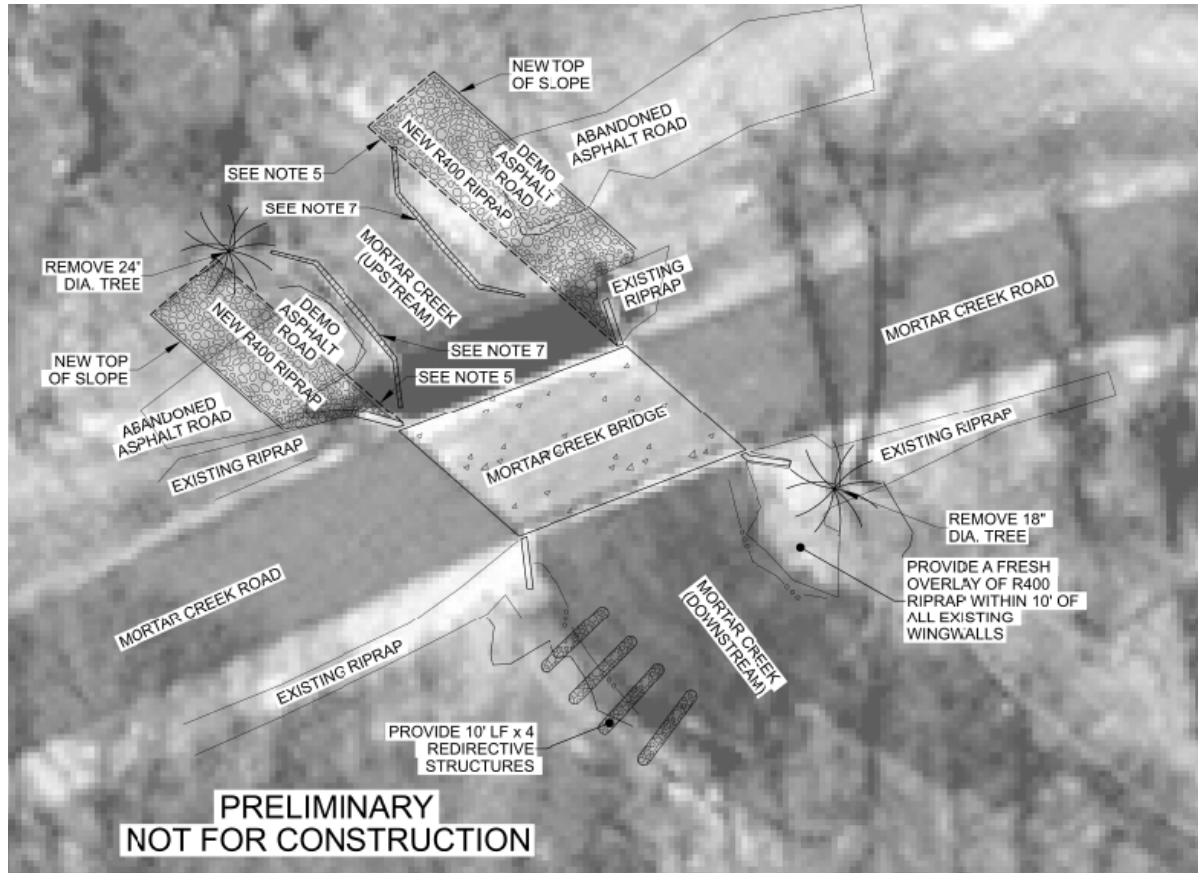 NEW TOP
OF SLOPE
ABANDONED
ASPHALT ROAD
DEMO
ASPHALT
ROAD
NEW R400 RIPRAP
SEE NOTE 5
SEE NOTE 7
MORTAR CREEK
(UPSTREAM)
EXISTING
RIPRAP
REMOVE 24"
DIA. TREE
MORTAR CREEK ROAD
DEMO
ASPHALT
ROAD
NEW R400 RIPRAP
SEE NOTE 7
SEE NOTE 5
NEW TOP
OF SLOPE
ABANDONED
ASPHALT ROAD
EXISTING RIPRAP
MORTAR CREEK BRIDGE
EXISTING RIPRAP
REMOVE 18"
DIA. TREE
PROVIDE A FRESH
OVERLAY OF R400
RIPRAP WITHIN 10' OF
ALL EXISTING
WINGWALLS
MORTAR CREEK ROAD
MORTAR CREEK
(DOWNSTREAM)
EXISTING RIPRAP
PROVIDE 10' LF x 4
REDIRECTIVE
STRUCTURES
PRELIMINARY
NOT FOR CONSTRUCTION